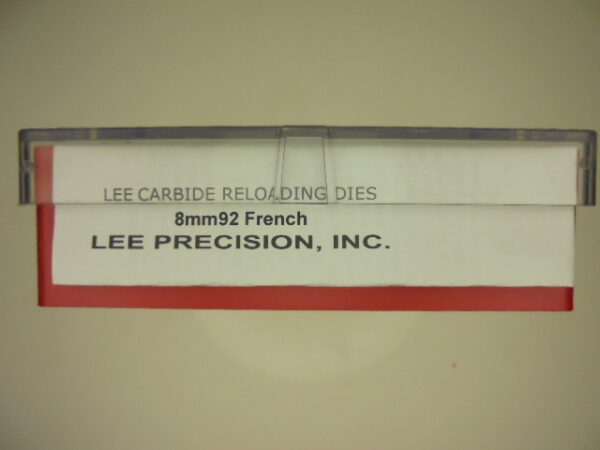 LEE CARBIDE RELOADING DIES
8mm92 French
LEE PRECISION, INC.